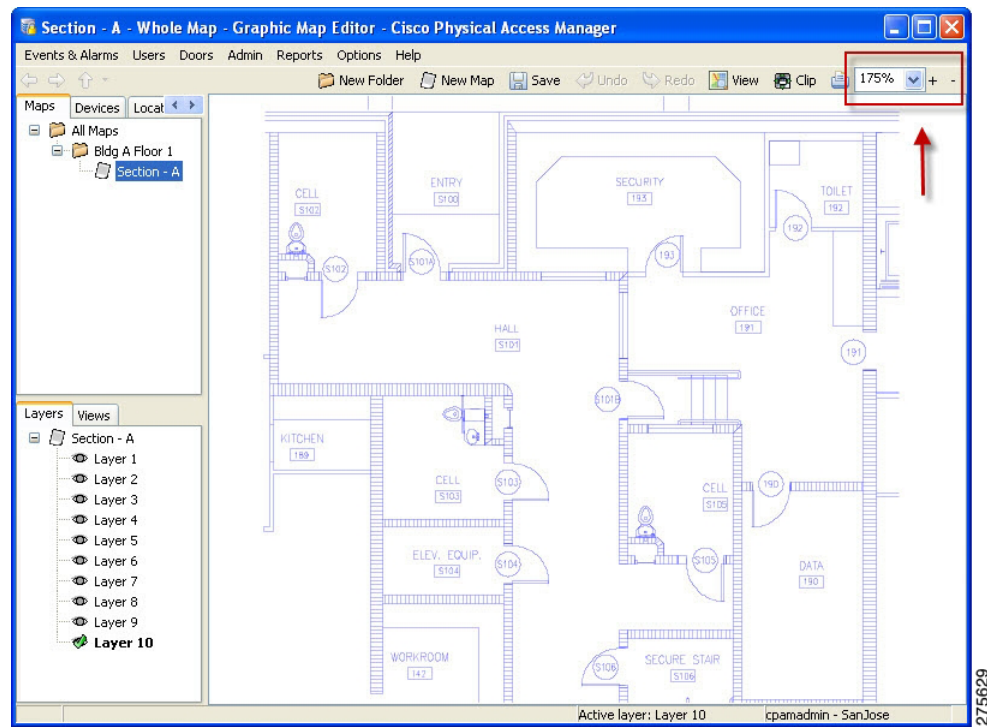 Section - A - Whole Map - Graphic Map Editor - Cisco Physical Access Manager
Events & Alarms Users Doors Admin Reports Options Help
New Folder New Map Save Undo Redo View Clip 175% + -
Maps Devices Locat
All Maps
Bldg A Floor 1
Section - A
Layers Views
Section - A
Layer 1
Layer 2
Layer 3
Layer 4
Layer 5
Layer 6
Layer 7
Layer 8
Layer 9
Layer 10
CELL
S102
ENTRY
S100
SECURITY
193
TOILET
192
192
S102
S101A
193
OFFICE
191
HALL
S101
191
S101B
KITCHEN
189
CELL
S103
S103
CELL
S105
190
ELEV. EQUIP.
S104
S104
S105
DATA
190
WORKROOM
142
S106
SECURE STAIR
S106
Active layer: Layer 10
cpamadmin - SanJose
275629